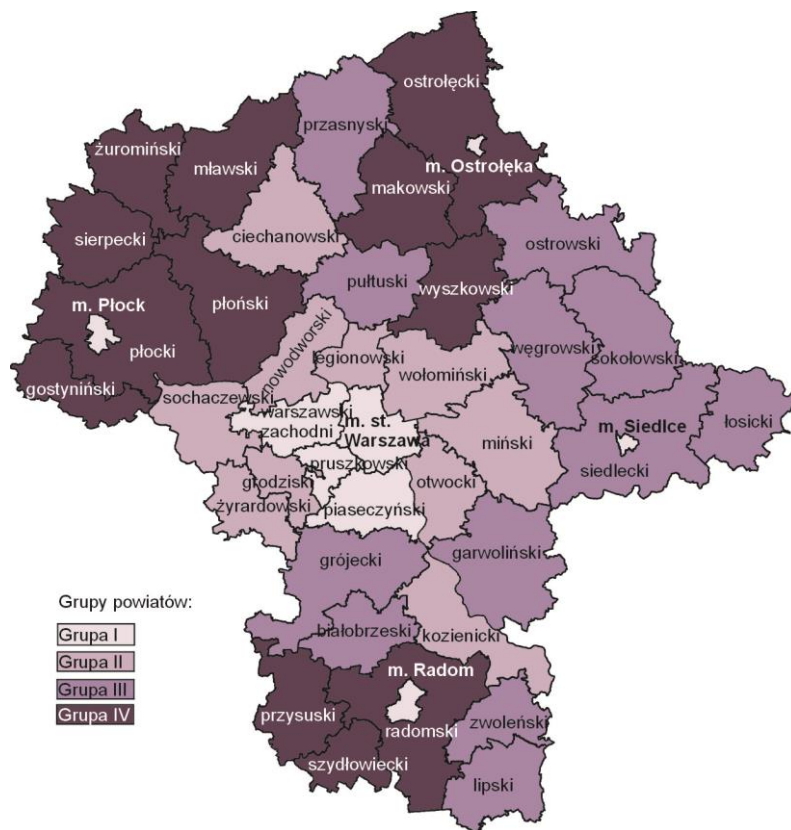 ostrołęcki
przasnyski
żuromiński
mławski
m. Ostrołęka
makowski
sierpecki
ciechanowski
ostrowski
pułtuski
wyszkowski
m. Płock
płoński
płocki
nowodworski
legionowski
węgrowski
sokołowski
gostyniński
wołomiński
sochaczewski
warszawski
zachodni
m. st.
Warszawa
m. Siedlce
łosicki
miński
pruszkowski
siedlecki
grodziski
otwocki
żyrardowski
piaseczyński
grójecki
garwoliński
Grupy powiatów:
białobrzeski
kozienicki
Grupa I
Grupa II
Grupa III
Grupa IV
m. Radom
przysuski
radomski
zwoleński
szydłowiecki
lipski